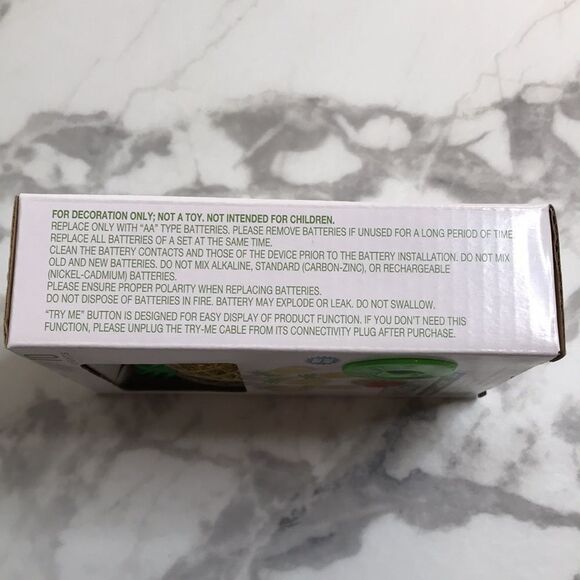 FOR DECORATION ONLY; NOT A TOY. NOT INTENDED FOR CHILDREN.
REPLACE ONLY WITH "AA" TYPE BATTERIES. PLEASE REMOVE BATTERIES IF UNUSED FOR A LONG PERIOD OF TIME.
REPLACE ALL BATTERIES OF A SET AT THE SAME TIME.
CLEAN THE BATTERY CONTACTS AND THOSE OF THE DEVICE PRIOR TO THE BATTERY INSTALLATION. DO NOT MIX
OLD AND NEW BATTERIES. DO NOT MIX ALKALINE, STANDARD (CARBON-ZINC), OR RECHARGEABLE
(NICKEL-CADMIUM) BATTERIES.
PLEASE ENSURE PROPER POLARITY WHEN REPLACING BATTERIES.
DO NOT DISPOSE OF BATTERIES IN FIRE. BATTERY MAY EXPLODE OR LEAK. DO NOT SWALLOW.
"TRY ME" BUTTON IS DESIGNED FOR EASY DISPLAY OF PRODUCT FUNCTION. IF YOU DON'T NEED THIS
FUNCTION, PLEASE UNPLUG THE TRY-ME CABLE FROM ITS CONNECTIVITY PLUG AFTER PURCHASE.